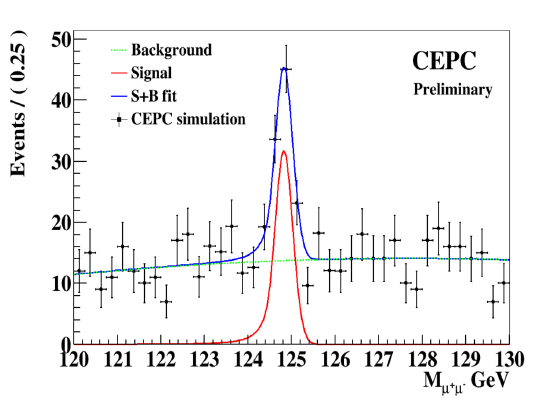 Events / ( 0.25 )
50
40
30
20
10
0
Background
Signal
S+B fit
CEPC simulation
CEPC
Preliminary
120 121 122 123 124 125 126 127 128 129 130
M_{μ⁺μ⁻} GeV